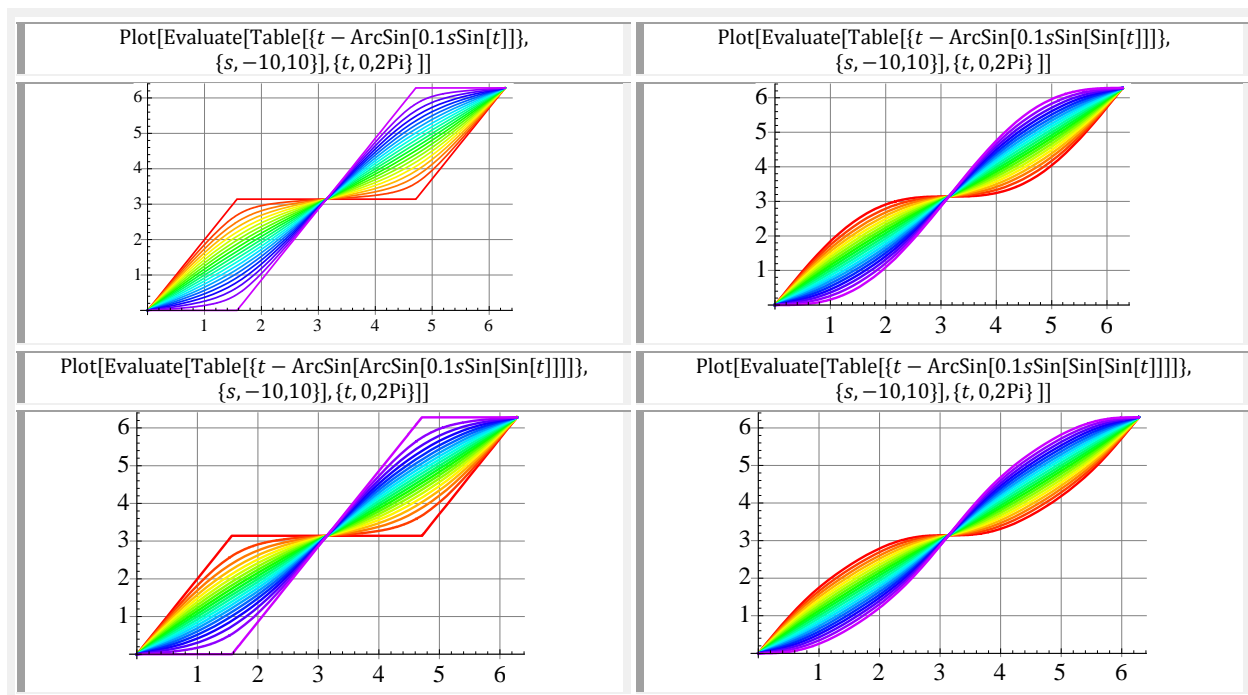 Plot[Evaluate[Table[{t − ArcSin[0.1sSin[t]]},
{s, −10,10}],{t, 0,2Pi} ]]
Plot[Evaluate[Table[{t − ArcSin[0.1sSin[Sin[t]]]},
{s, −10,10}],{t, 0,2Pi} ]]
6
5
4
3
2
1
1 2 3 4 5 6
6
5
4
3
2
1
1 2 3 4 5 6
Plot[Evaluate[Table[{t − ArcSin[ArcSin[0.1sSin[Sin[t]]]]},
{s, −10,10}],{t, 0,2Pi}]]
Plot[Evaluate[Table[{t − ArcSin[0.1sSin[Sin[Sin[t]]]]},
{s, −10,10}],{t, 0,2Pi} ]]
6
5
4
3
2
1
1 2 3 4 5 6
6
5
4
3
2
1
1 2 3 4 5 6